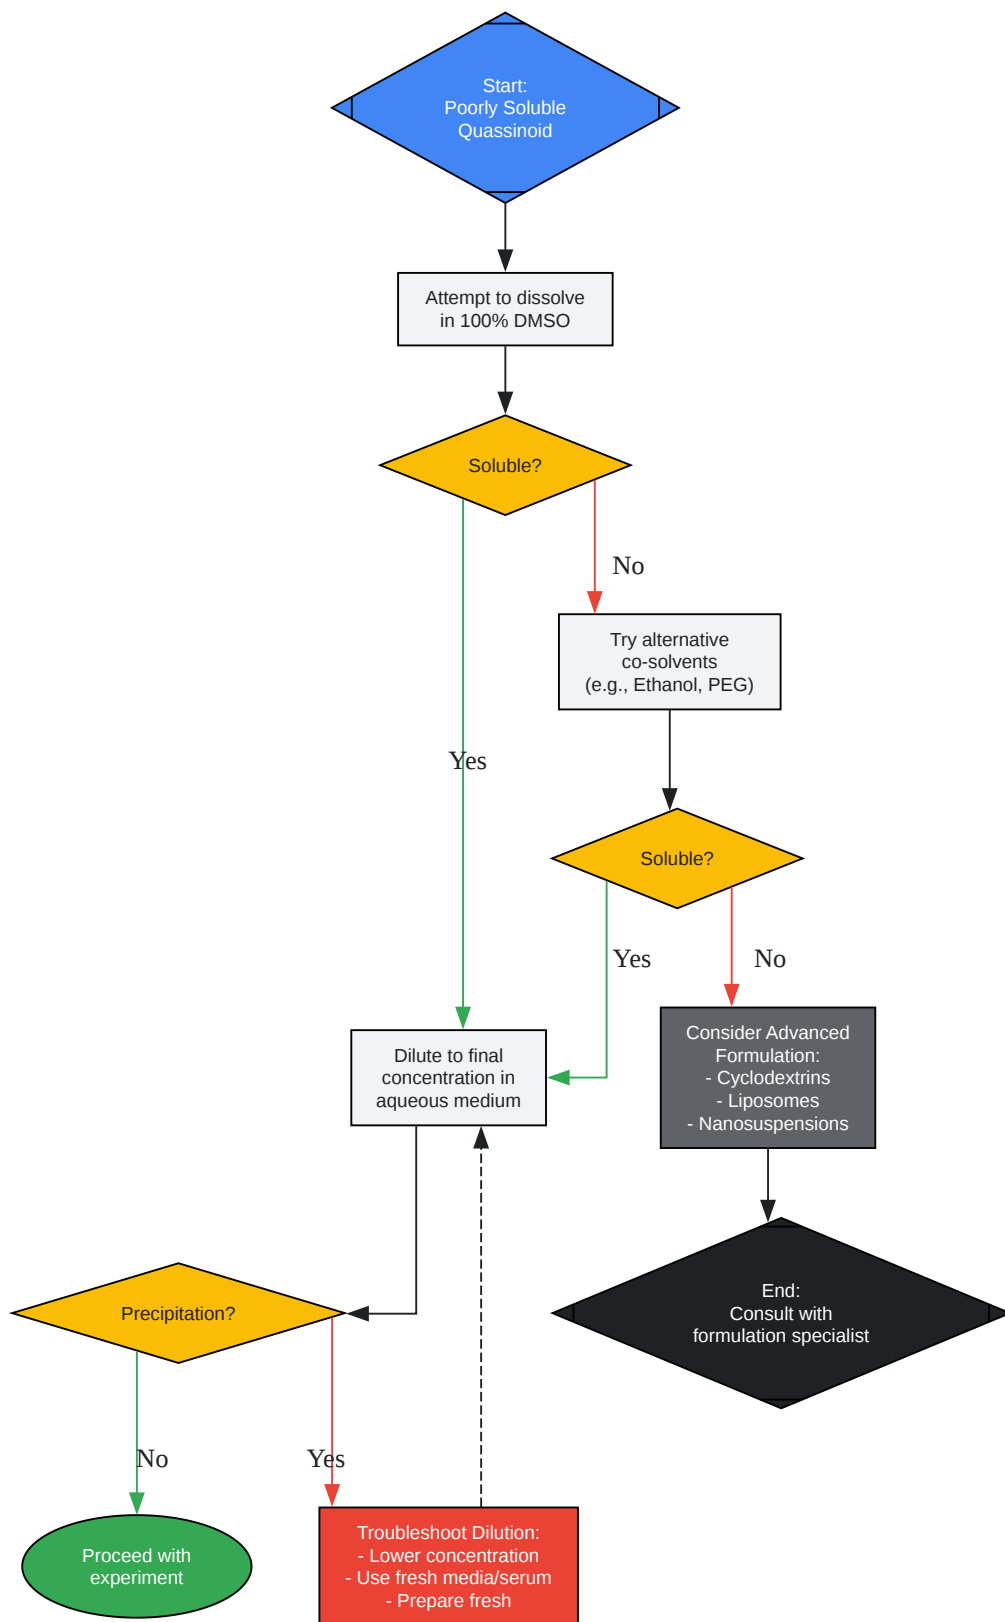 Start:
Poorly Soluble
Quassinoid
Attempt to dissolve
in 100% DMSO
Soluble?
No
Try alternative
co-solvents
(e.g., Ethanol, PEG)
Yes
Soluble?
Yes
No
Dilute to final
concentration in
aqueous medium
Consider Advanced
Formulation:
- Cyclodextrins
- Liposomes
- Nanosuspensions
Precipitation?
End:
Consult with
formulation specialist
No
Yes
Proceed with
experiment
Troubleshoot Dilution:
- Lower concentration
- Use fresh media/serum
- Prepare fresh